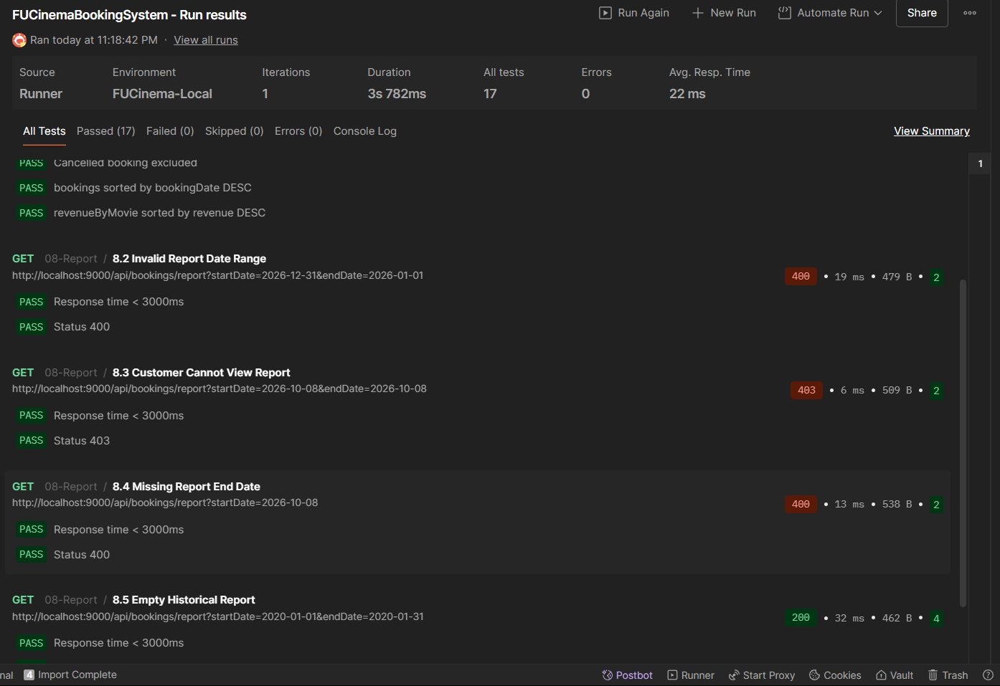 FUCinemaBookingSystem - Run results
Run Again
New Run
Automate Run
Share
Ran today at 11:18:42 PM · View all runs
Source Environment Iterations Duration All tests Errors Avg. Resp. Time
Runner FUCinema-Local 1 3s 782ms 17 0 22 ms
All Tests Passed (17) Failed (0) Skipped (0) Errors (0) Console Log View Summary
1
PASS Cancelled booking excluded
PASS bookings sorted by bookingDate DESC
PASS revenueByMovie sorted by revenue DESC
GET 08-Report / 8.2 Invalid Report Date Range
http://localhost:9000/api/bookings/report?startDate=2026-12-31&endDate=2026-01-01
400 • 19 ms • 479 B • 2
PASS Response time < 3000ms
PASS Status 400
GET 08-Report / 8.3 Customer Cannot View Report
http://localhost:9000/api/bookings/report?startDate=2026-10-08&endDate=2026-10-08
403 • 6 ms • 509 B • 2
PASS Response time < 3000ms
PASS Status 403
GET 08-Report / 8.4 Missing Report End Date
http://localhost:9000/api/bookings/report?startDate=2026-10-08
400 • 13 ms • 538 B • 2
PASS Response time < 3000ms
PASS Status 400
GET 08-Report / 8.5 Empty Historical Report
http://localhost:9000/api/bookings/report?startDate=2020-01-01&endDate=2020-01-31
200 • 32 ms • 462 B • 4
PASS Response time < 3000ms
nal 4 Import Complete Postbot Runner Start Proxy Cookies Vault Trash ?